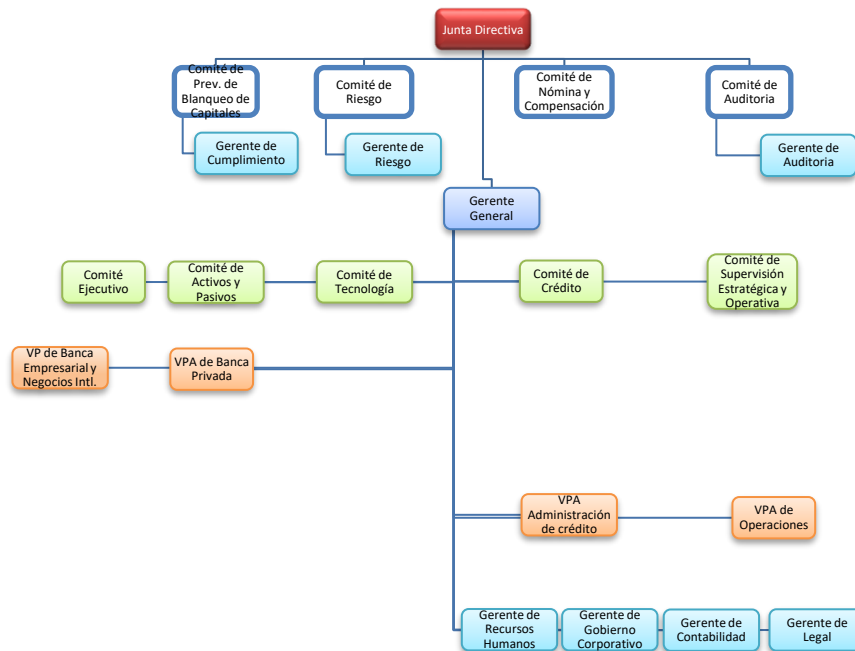 Junta Directiva
Comité de
Prev. de
Blanqueo de
Capitales
Comité de
Riesgo
Comité de
Nómina y
Compensación
Comité de
Auditoria
Gerente de
Cumplimiento
Gerente de
Riesgo
Gerente de
Auditoria
Gerente
General
Comité
Ejecutivo
Comité de
Activos y
Pasivos
Comité de
Tecnología
Comité de
Crédito
Comité de
Supervisión
Estratégica y
Operativa
VP de Banca
Empresarial y
Negocios Intl.
VPA de Banca
Privada
VPA
Administración
de crédito
VPA de
Operaciones
Gerente de
Recursos
Humanos
Gerente de
Gobierno
Corporativo
Gerente de
Contabilidad
Gerente de
Legal